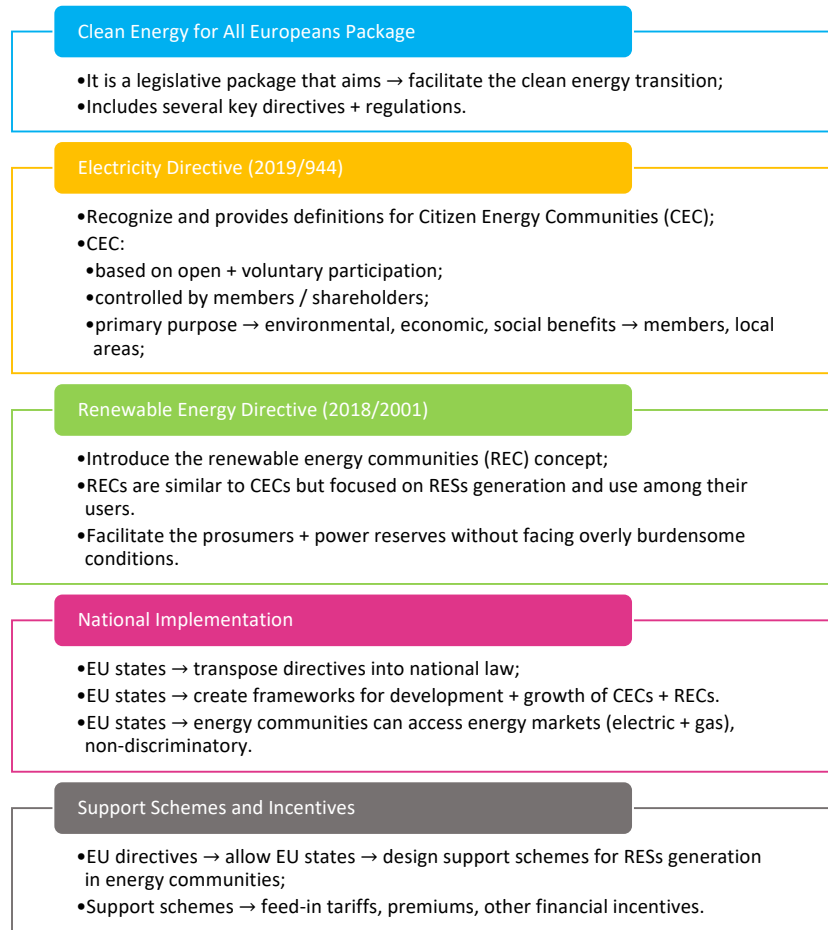 Clean Energy for All Europeans Package
•It is a legislative package that aims → facilitate the clean energy transition;
•Includes several key directives + regulations.
Electricity Directive (2019/944)
•Recognize and provides definitions for Citizen Energy Communities (CEC);
•CEC:
•based on open + voluntary participation;
•controlled by members / shareholders;
•primary purpose → environmental, economic, social benefits → members, local
areas;
Renewable Energy Directive (2018/2001)
•Introduce the renewable energy communities (REC) concept;
•RECs are similar to CECs but focused on RESs generation and use among their
users.
•Facilitate the prosumers + power reserves without facing overly burdensome
conditions.
National Implementation
•EU states → transpose directives into national law;
•EU states → create frameworks for development + growth of CECs + RECs.
•EU states → energy communities can access energy markets (electric + gas),
non-discriminatory.
Support Schemes and Incentives
•EU directives → allow EU states → design support schemes for RESs generation
in energy communities;
•Support schemes → feed-in tariffs, premiums, other financial incentives.